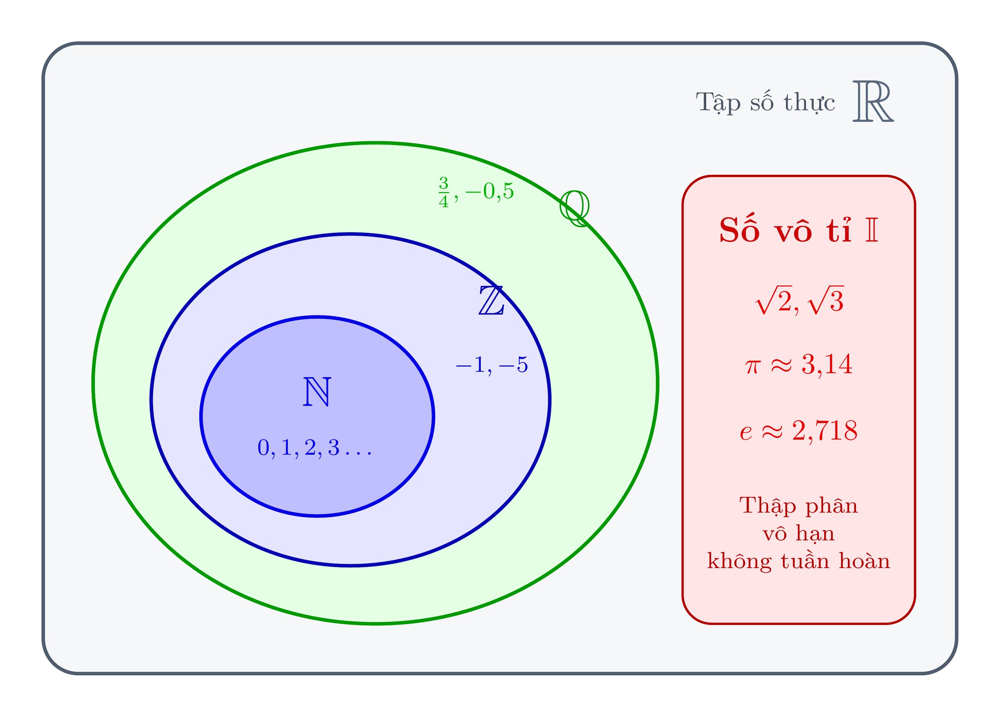 Tập số thực ℝ
3/4, −0,5
ℚ
Số vô tỉ 𝕀
√2, √3
ℤ
−1, −5
π ≈ 3,14
ℕ
e ≈ 2,718
0, 1, 2, 3 …
Thập phân
vô hạn
không tuần hoàn